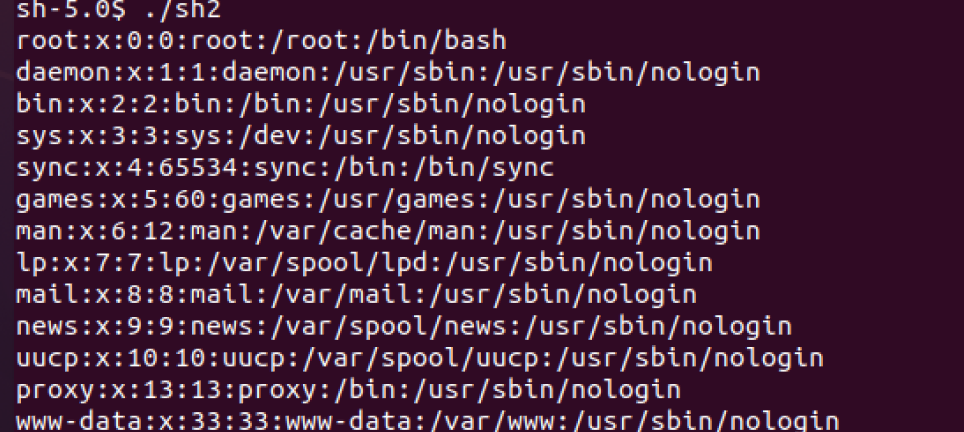 sh-5.0$ ./sh2
root:x:0:0:root:/root:/bin/bash
daemon:x:1:1:daemon:/usr/sbin:/usr/sbin/nologin
bin:x:2:2:bin:/bin:/usr/sbin/nologin
sys:x:3:3:sys:/dev:/usr/sbin/nologin
sync:x:4:65534:sync:/bin:/bin/sync
games:x:5:60:games:/usr/games:/usr/sbin/nologin
man:x:6:12:man:/var/cache/man:/usr/sbin/nologin
lp:x:7:7:lp:/var/spool/lpd:/usr/sbin/nologin
mail:x:8:8:mail:/var/mail:/usr/sbin/nologin
news:x:9:9:news:/var/spool/news:/usr/sbin/nologin
uucp:x:10:10:uucp:/var/spool/uucp:/usr/sbin/nologin
proxy:x:13:13:proxy:/bin:/usr/sbin/nologin
www-data:x:33:33:www-data:/var/www:/usr/sbin/nologin